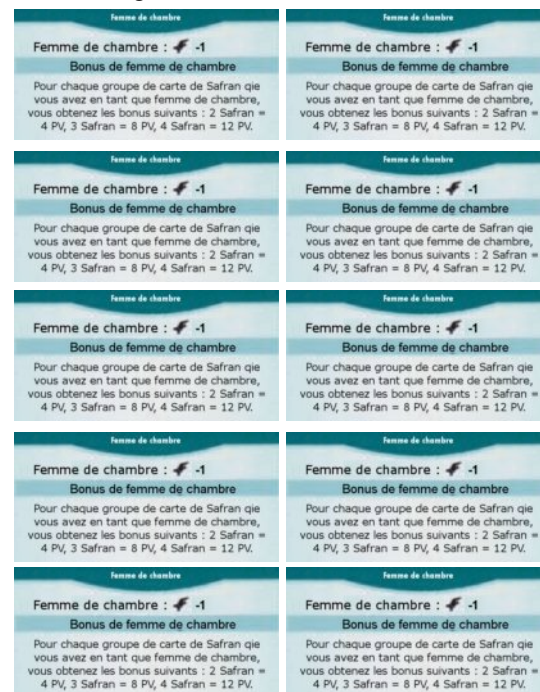 Femme de chambre
Femme de chambre : -1
Bonus de femme de chambre
Pour chaque groupe de carte de Safran qie
vous avez en tant que femme de chambre,
vous obtenez les bonus suivants : 2 Safran =
4 PV, 3 Safran = 8 PV, 4 Safran = 12 PV.
Femme de chambre
Femme de chambre : -1
Bonus de femme de chambre
Pour chaque groupe de carte de Safran qie
vous avez en tant que femme de chambre,
vous obtenez les bonus suivants : 2 Safran =
4 PV, 3 Safran = 8 PV, 4 Safran = 12 PV.
Femme de chambre
Femme de chambre : -1
Bonus de femme de chambre
Pour chaque groupe de carte de Safran qie
vous avez en tant que femme de chambre,
vous obtenez les bonus suivants : 2 Safran =
4 PV, 3 Safran = 8 PV, 4 Safran = 12 PV.
Femme de chambre
Femme de chambre : -1
Bonus de femme de chambre
Pour chaque groupe de carte de Safran qie
vous avez en tant que femme de chambre,
vous obtenez les bonus suivants : 2 Safran =
4 PV, 3 Safran = 8 PV, 4 Safran = 12 PV.
Femme de chambre
Femme de chambre : -1
Bonus de femme de chambre
Pour chaque groupe de carte de Safran qie
vous avez en tant que femme de chambre,
vous obtenez les bonus suivants : 2 Safran =
4 PV, 3 Safran = 8 PV, 4 Safran = 12 PV.
Femme de chambre
Femme de chambre : -1
Bonus de femme de chambre
Pour chaque groupe de carte de Safran qie
vous avez en tant que femme de chambre,
vous obtenez les bonus suivants : 2 Safran =
4 PV, 3 Safran = 8 PV, 4 Safran = 12 PV.
Femme de chambre
Femme de chambre : -1
Bonus de femme de chambre
Pour chaque groupe de carte de Safran qie
vous avez en tant que femme de chambre,
vous obtenez les bonus suivants : 2 Safran =
4 PV, 3 Safran = 8 PV, 4 Safran = 12 PV.
Femme de chambre
Femme de chambre : -1
Bonus de femme de chambre
Pour chaque groupe de carte de Safran qie
vous avez en tant que femme de chambre,
vous obtenez les bonus suivants : 2 Safran =
4 PV, 3 Safran = 8 PV, 4 Safran = 12 PV.
Femme de chambre
Femme de chambre : -1
Bonus de femme de chambre
Pour chaque groupe de carte de Safran qie
vous avez en tant que femme de chambre,
vous obtenez les bonus suivants : 2 Safran =
4 PV, 3 Safran = 8 PV, 4 Safran = 12 PV.
Femme de chambre
Femme de chambre : -1
Bonus de femme de chambre
Pour chaque groupe de carte de Safran qie
vous avez en tant que femme de chambre,
vous obtenez les bonus suivants : 2 Safran =
4 PV, 3 Safran = 8 PV, 4 Safran = 12 PV.